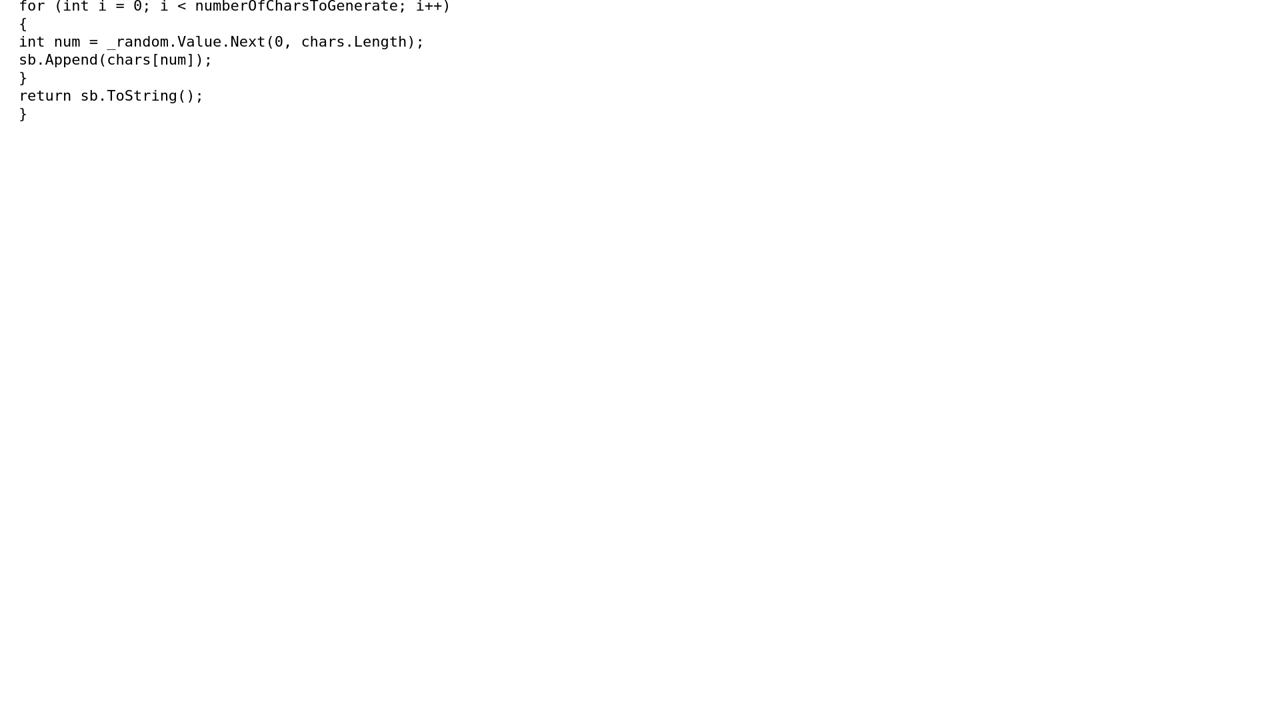 for (int i = 0; i < numberOfCharsToGenerate; i++)
{
int num = _random.Value.Next(0, chars.Length);
sb.Append(chars[num]);
}
return sb.ToString();
}